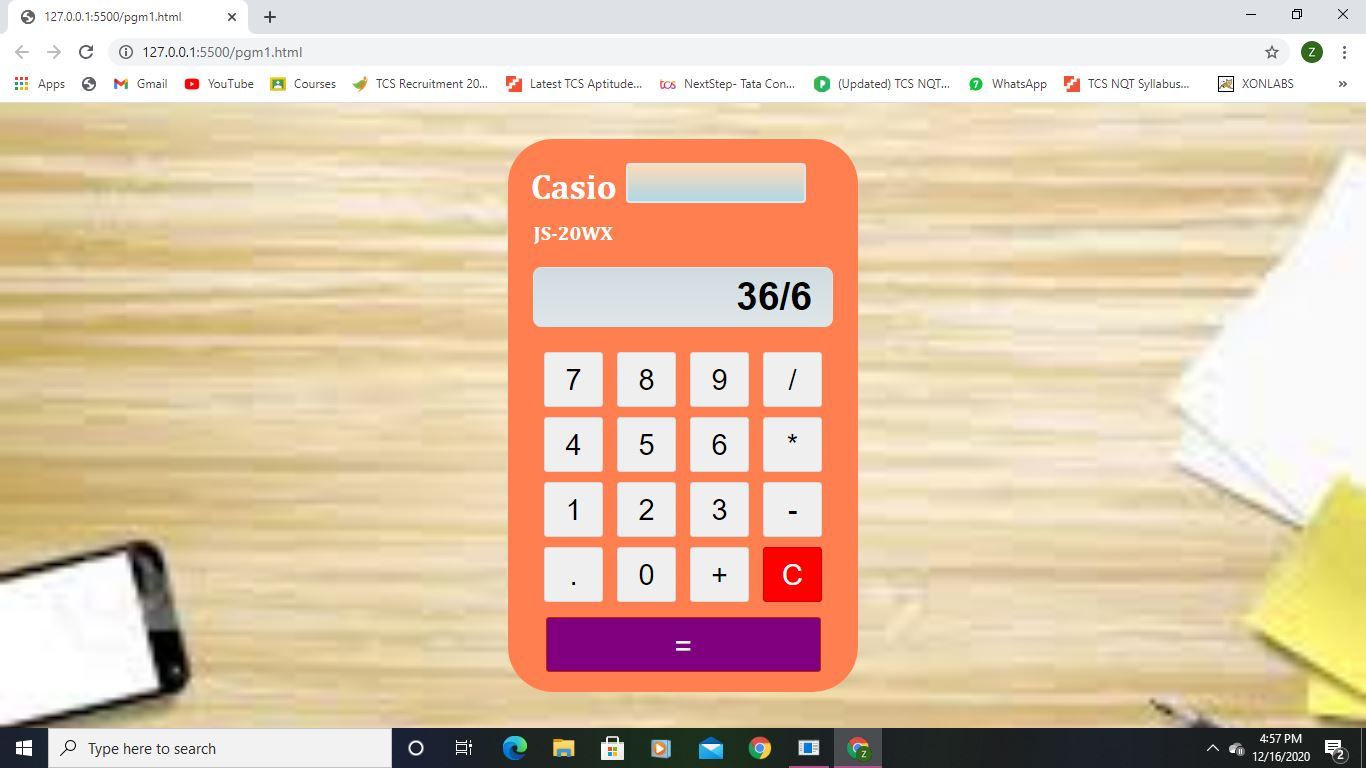 127.0.0.1:5500/pgm1.html
127.0.0.1:5500/pgm1.html
Z
Apps Gmail YouTube Courses TCS Recruitment 20... Latest TCS Aptitude... tcs NextStep- Tata Con... (Updated) TCS NQT... 7 WhatsApp TCS NQT Syllabus... XONLABS »
Casio
JS-20WX
36/6
7 8 9 /
4 5 6 *
1 2 3 -
. 0 + C
=
Type here to search
Z
4:57 PM
12/16/2020
2